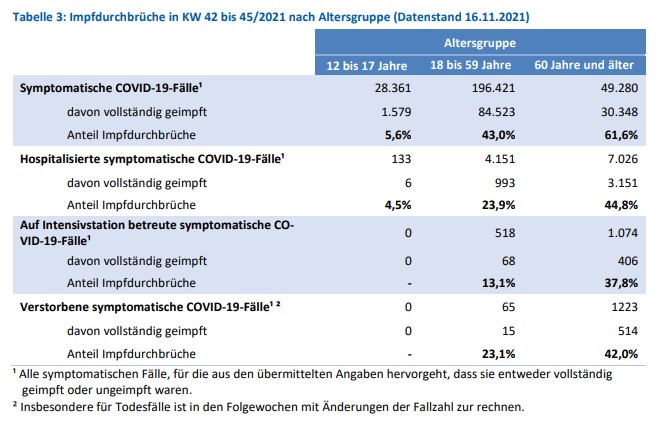 Tabelle 3: Impfdurchbrüche in KW 42 bis 45/2021 nach Altersgruppe (Datenstand 16.11.2021)
Altersgruppe
12 bis 17 Jahre 18 bis 59 Jahre 60 Jahre und älter
Symptomatische COVID-19-Fälle¹ 28.361 196.421 49.280
davon vollständig geimpft 1.579 84.523 30.348
Anteil Impfdurchbrüche 5,6% 43,0% 61,6%
Hospitalisierte symptomatische COVID-19-Fälle¹ 133 4.151 7.026
davon vollständig geimpft 6 993 3.151
Anteil Impfdurchbrüche 4,5% 23,9% 44,8%
Auf Intensivstation betreute symptomatische CO-
VID-19-Fälle¹ 0 518 1.074
davon vollständig geimpft 0 68 406
Anteil Impfdurchbrüche - 13,1% 37,8%
Verstorbene symptomatische COVID-19-Fälle¹ ² 0 65 1223
davon vollständig geimpft 0 15 514
Anteil Impfdurchbrüche - 23,1% 42,0%
¹ Alle symptomatischen Fälle, für die aus den übermittelten Angaben hervorgeht, dass sie entweder vollständig
geimpft oder ungeimpft waren.
² Insbesondere für Todesfälle ist in den Folgewochen mit Änderungen der Fallzahl zu rechnen.